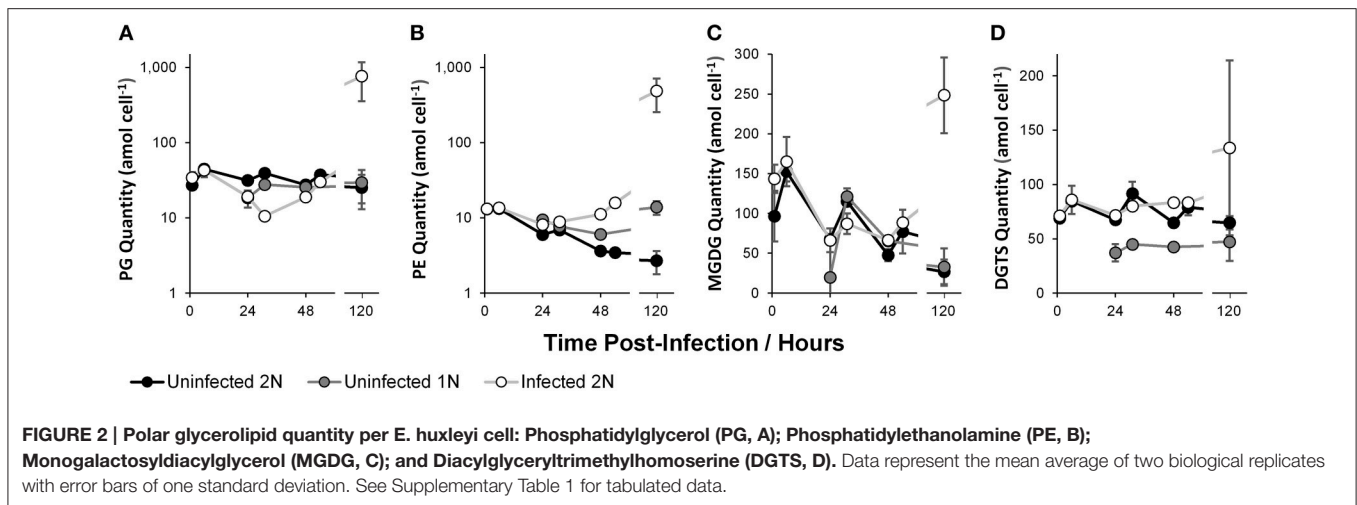 A
B
C
D
PG Quantity (amol cell-1)
1,000
100
10
1
0
24
48
120
PE Quantity (amol cell-1)
1,000
100
10
1
0
24
48
120
MGDG Quantity (amol cell-1)
300
250
200
150
100
50
0
0
24
48
120
DGTS Quantity (amol cell-1)
200
150
100
50
0
0
24
48
120
Time Post-Infection / Hours
Uninfected 2N
Uninfected 1N
Infected 2N
FIGURE 2 | Polar glycerolipid quantity per E. huxleyi cell: Phosphatidylglycerol (PG, A); Phosphatidylethanolamine (PE, B);
Monogalactosyldiacylglycerol (MGDG, C); and Diacylglyceryltrimethylhomoserine (DGTS, D). Data represent the mean average of two biological replicates
with error bars of one standard deviation. See Supplementary Table 1 for tabulated data.